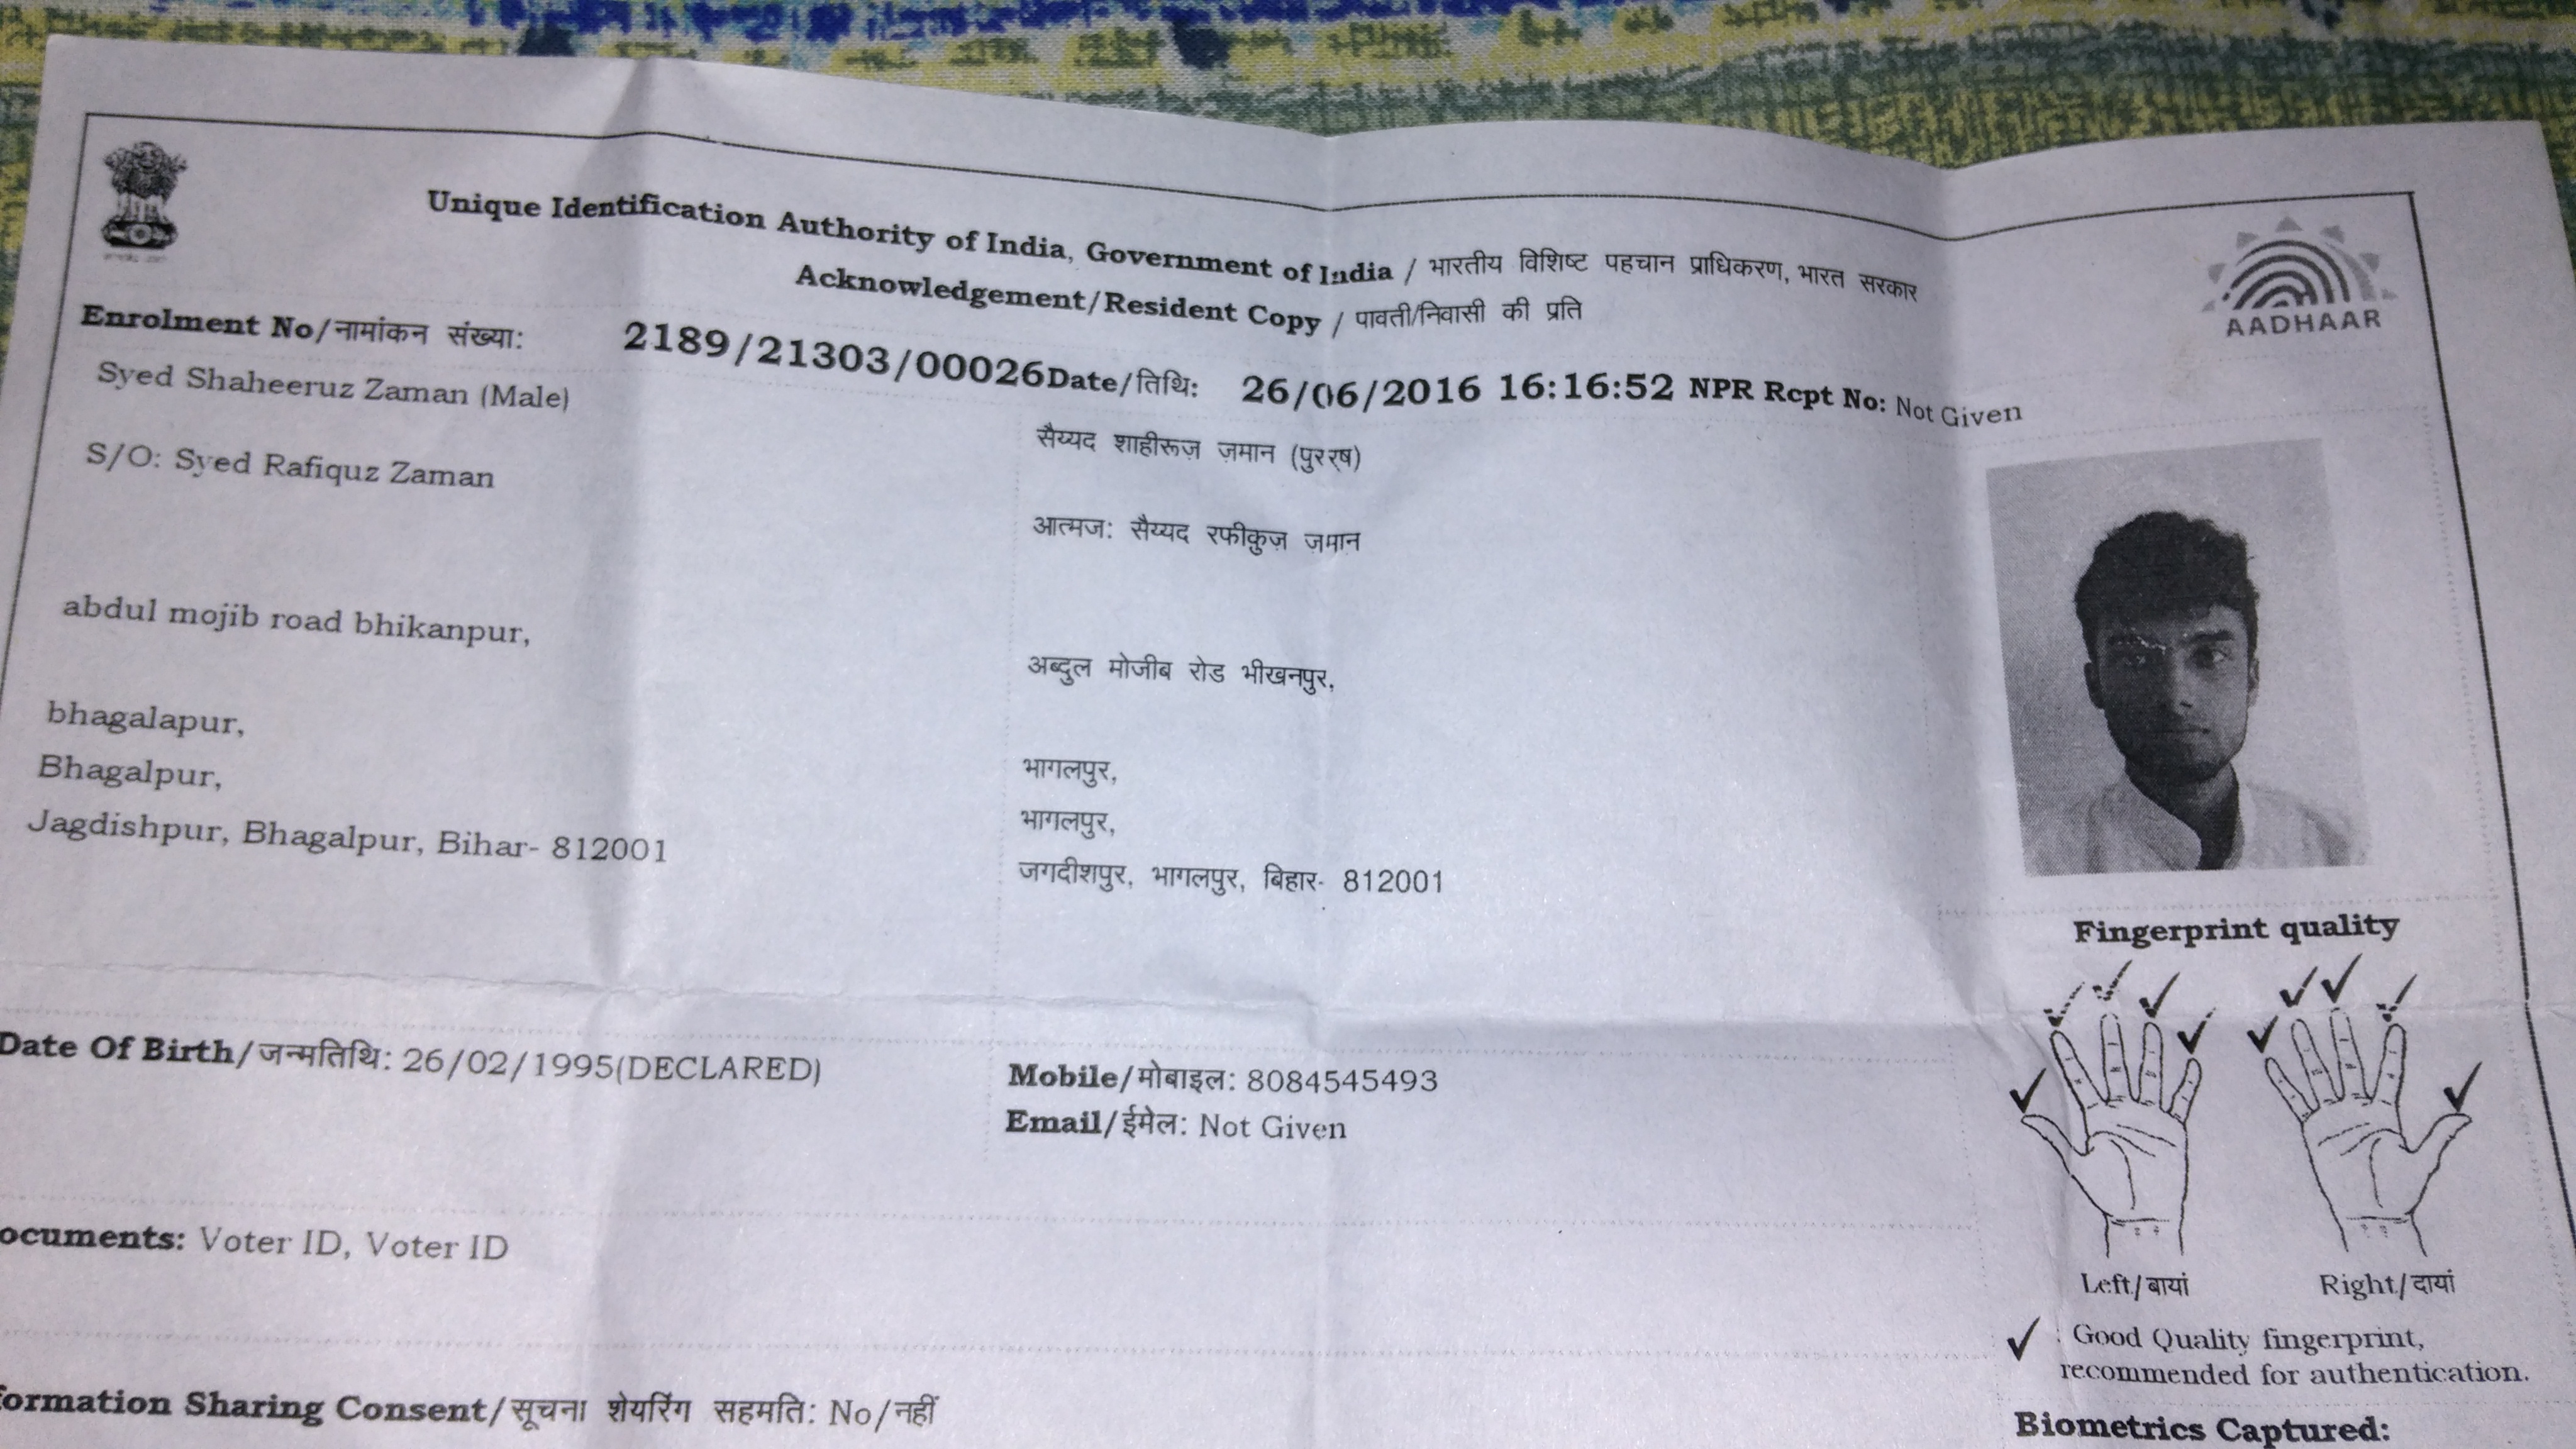 Unique Identification Authority of India, Government of India / भारतीय विशिष्ट पहचान प्राधिकरण, भारत सरकार
Acknowledgement/Resident Copy / पावती/निवासी की प्रति
AADHAAR
Enrolment No/नामांकन संख्या: 2189/21303/00026 Date/तिथि: 26/06/2016 16:16:52 NPR Rcpt No: Not Given
Syed Shaheeruz Zaman (Male)
सैय्यद शाहीरूज़ ज़मान (पुररष)
S/O: Syed Rafiquz Zaman
आत्मज: सैय्यद रफीकुज़ ज़मान
abdul mojib road bhikanpur,
अब्दुल मोजीब रोड भीखनपुर,
bhagalapur,
भागलपुर,
Bhagalpur,
भागलपुर,
Jagdishpur, Bhagalpur, Bihar- 812001
जगदीशपुर, भागलपुर, बिहार- 812001
Fingerprint quality
Date Of Birth/जन्मतिथि: 26/02/1995(DECLARED)
Mobile/मोबाइल: 8084545493
Email/ईमेल: Not Given
ocuments: Voter ID, Voter ID
Left/बायां Right/दायां
: Good Quality fingerprint,
recommended for authentication.
formation Sharing Consent/सूचना शेयरिंग सहमति: No/नहीं
Biometrics Captured: